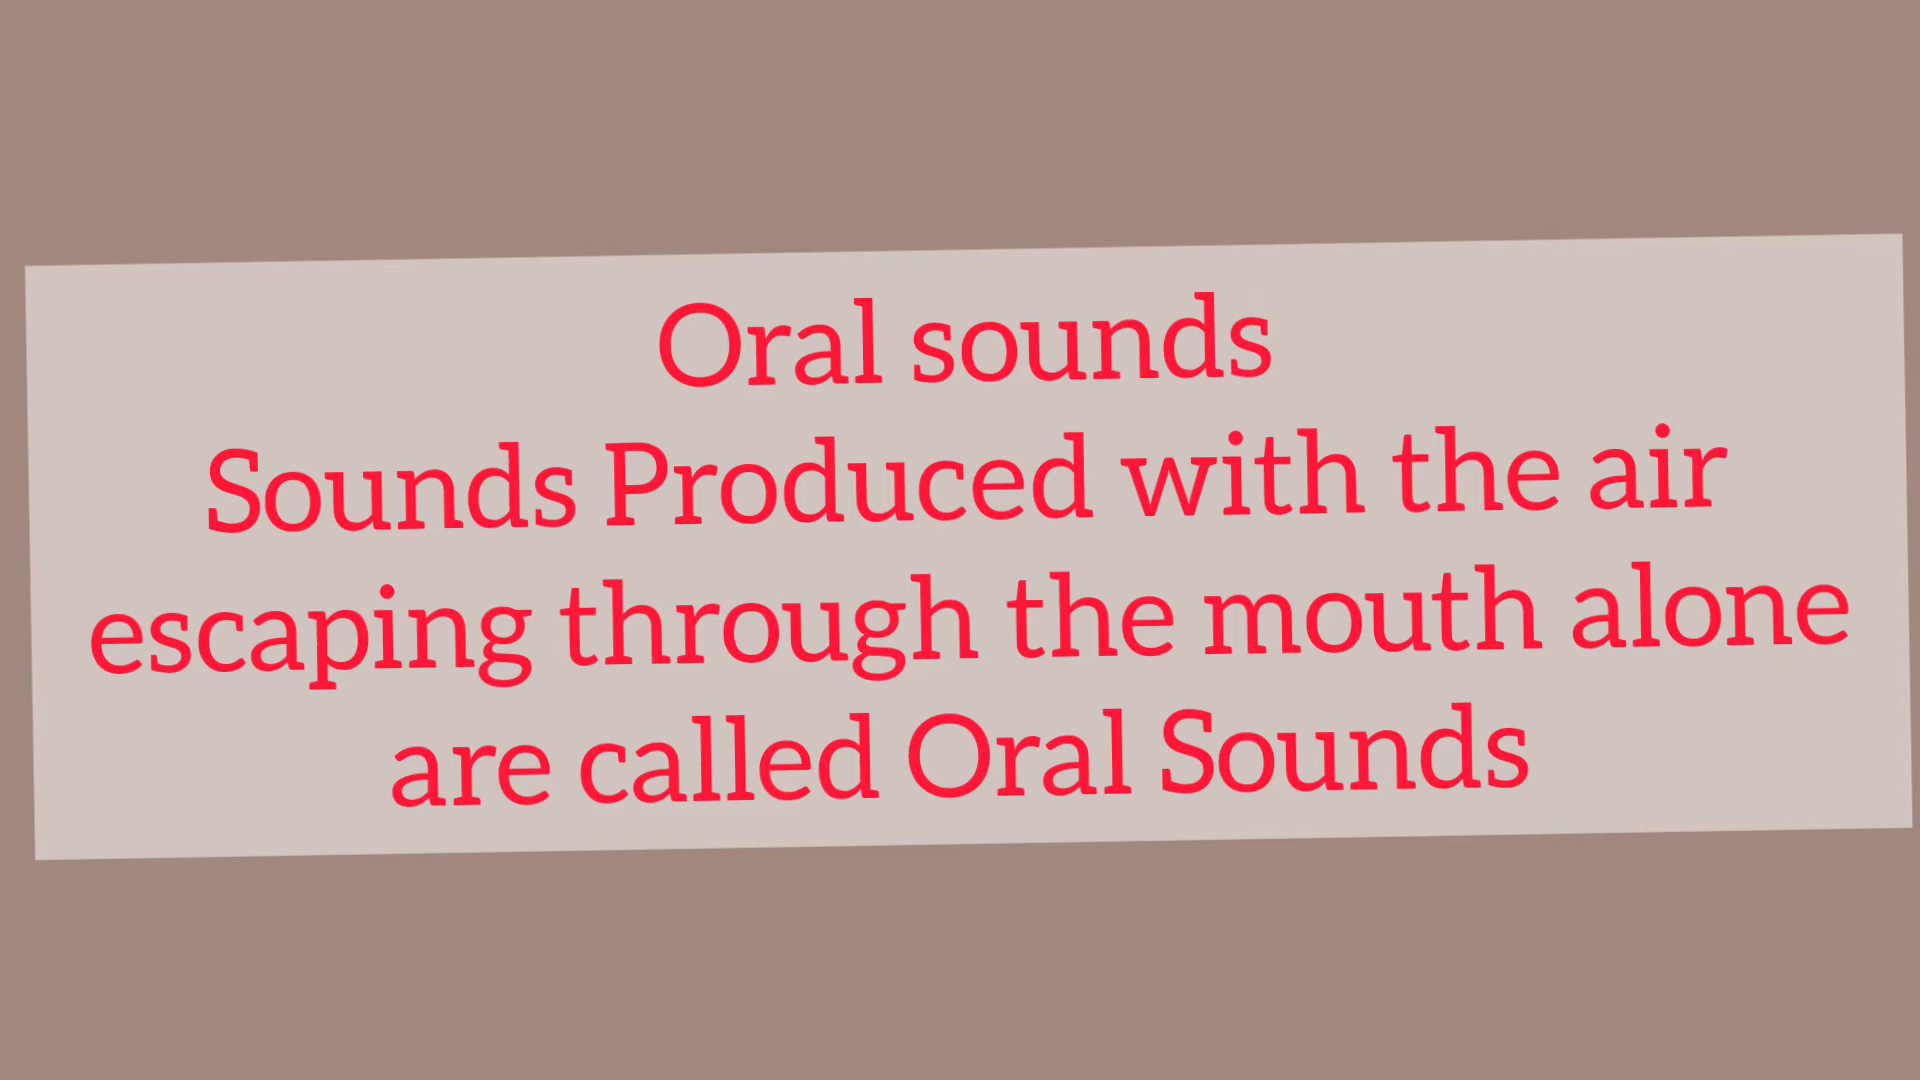 Oral sounds
Sounds Produced with the air
escaping through the mouth alone
are called Oral Sounds